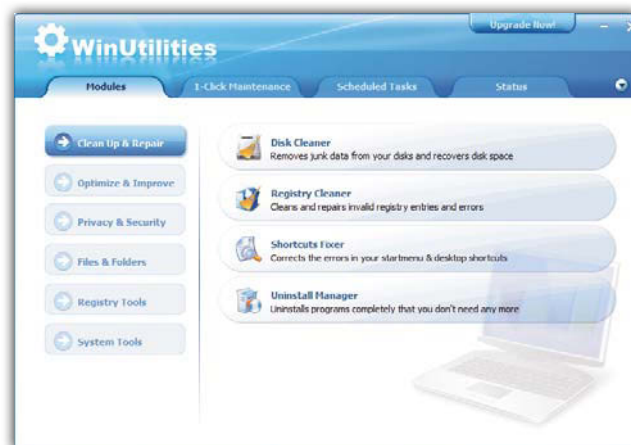 Upgrade Now!
WinUtilities
Modules
1-Click Maintenance
Scheduled Tasks
Status
Clean Up & Repair
Optimize & Improve
Privacy & Security
Files & Folders
Registry Tools
System Tools
Disk Cleaner
Removes junk data from your disks and recovers disk space
Registry Cleaner
Cleans and repairs invalid registry entries and errors
Shortcuts Fixer
Corrects the errors in your startmenu & desktop shortcuts
Uninstall Manager
Uninstalls programs completely that you don't need any more